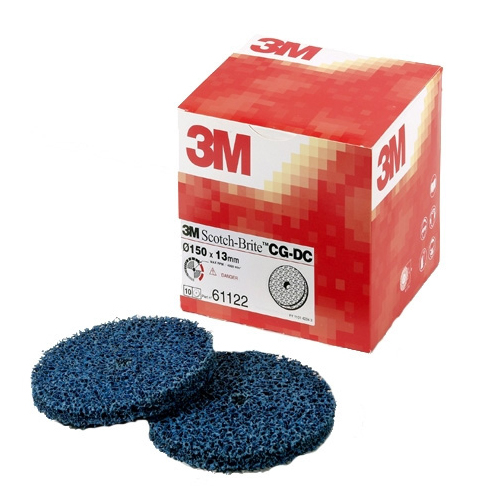 3M
3M
3M Scotch-Brite™ CG-DC
Ø150 x 13mm
DANGER
10
61122